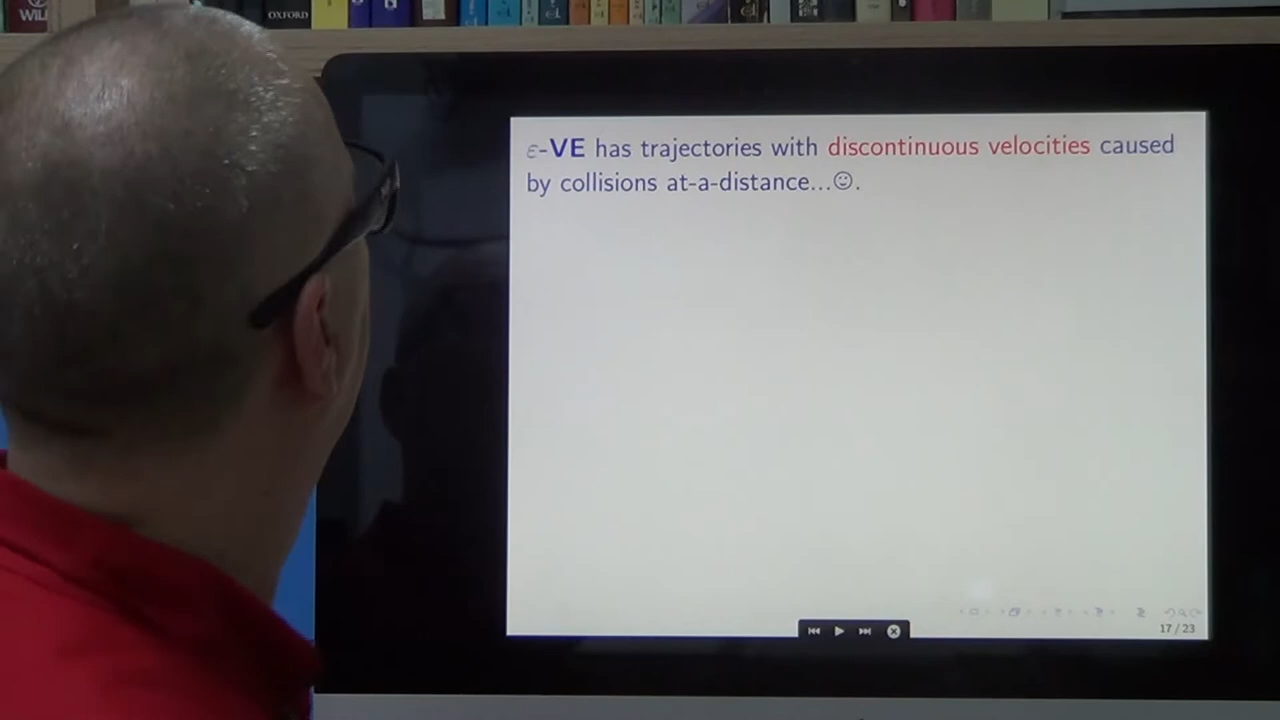 WILEY
OXFORD
ε-VE has trajectories with discontinuous velocities caused
by collisions at-a-distance...☺.
17/23